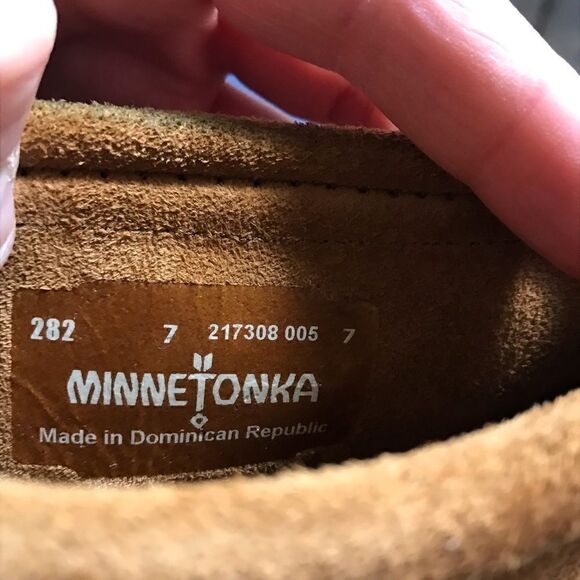 282 7 217308 005 7
MINNETONKA
Made in Dominican Republic